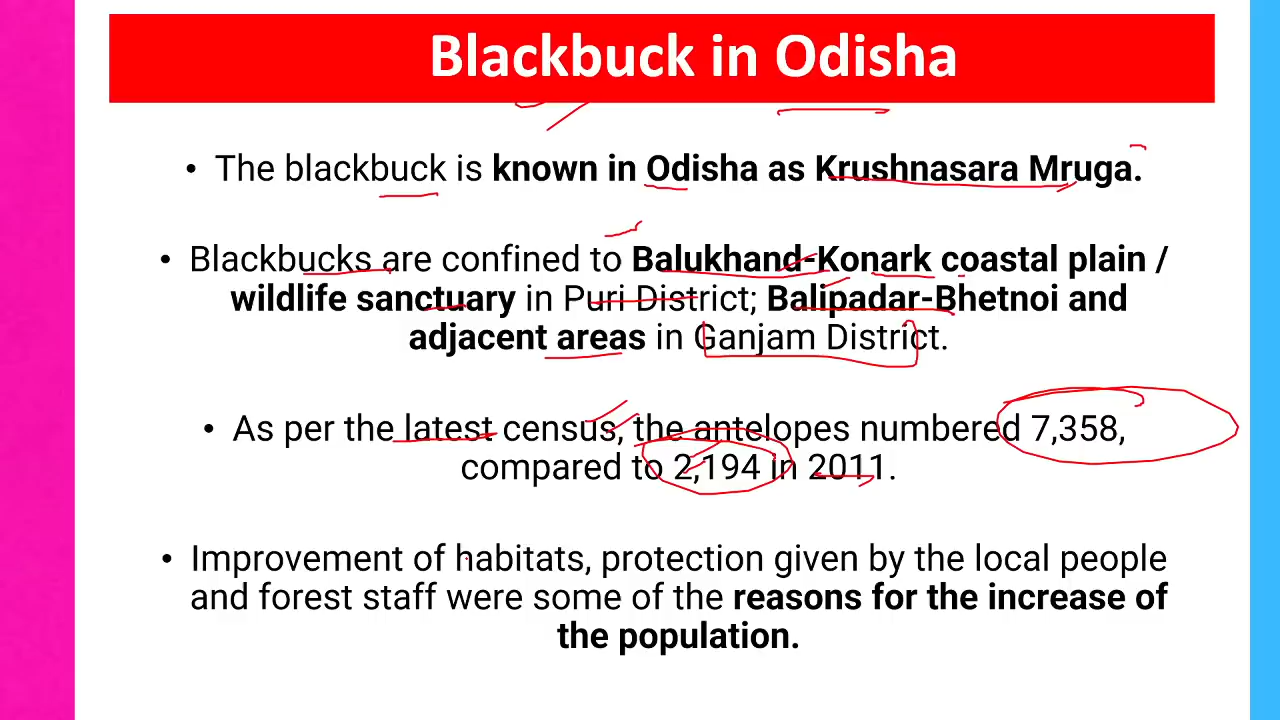 Blackbuck in Odisha
• The blackbuck is known in Odisha as Krushnasara Mruga.
• Blackbucks are confined to Balukhand-Konark coastal plain /
wildlife sanctuary in Puri District; Balipadar-Bhetnoi and
adjacent areas in Ganjam District.
• As per the latest census, the antelopes numbered 7,358,
compared to 2,194 in 2011.
• Improvement of habitats, protection given by the local people
and forest staff were some of the reasons for the increase of
the population.